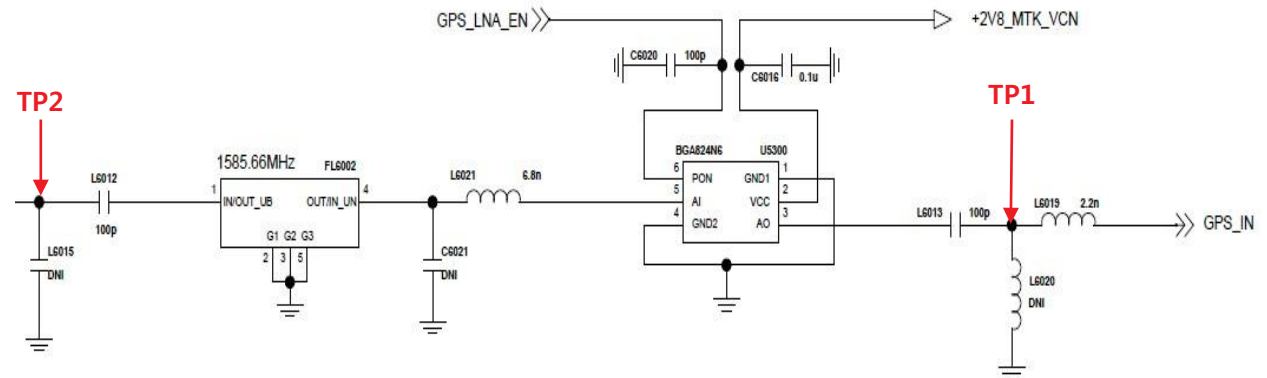 GPS_LNA_EN
+2V8_MTK_VCN
C6020 100p
C6016 0.1u
TP2
TP1
1585.66MHz
FL6002
L6012
100p
1
IN/OUT_UB
OUT/IN_UN
4
G1 G2 G3
2 3 5
L6015
DNI
L6021 6.8n
C6021
DNI
BGA824N6 U5300
6 PON GND1 1
5 AI VCC 2
4 GND2 AO 3
L6013 100p
L6019 2.2n
GPS_IN
L6020
DNI